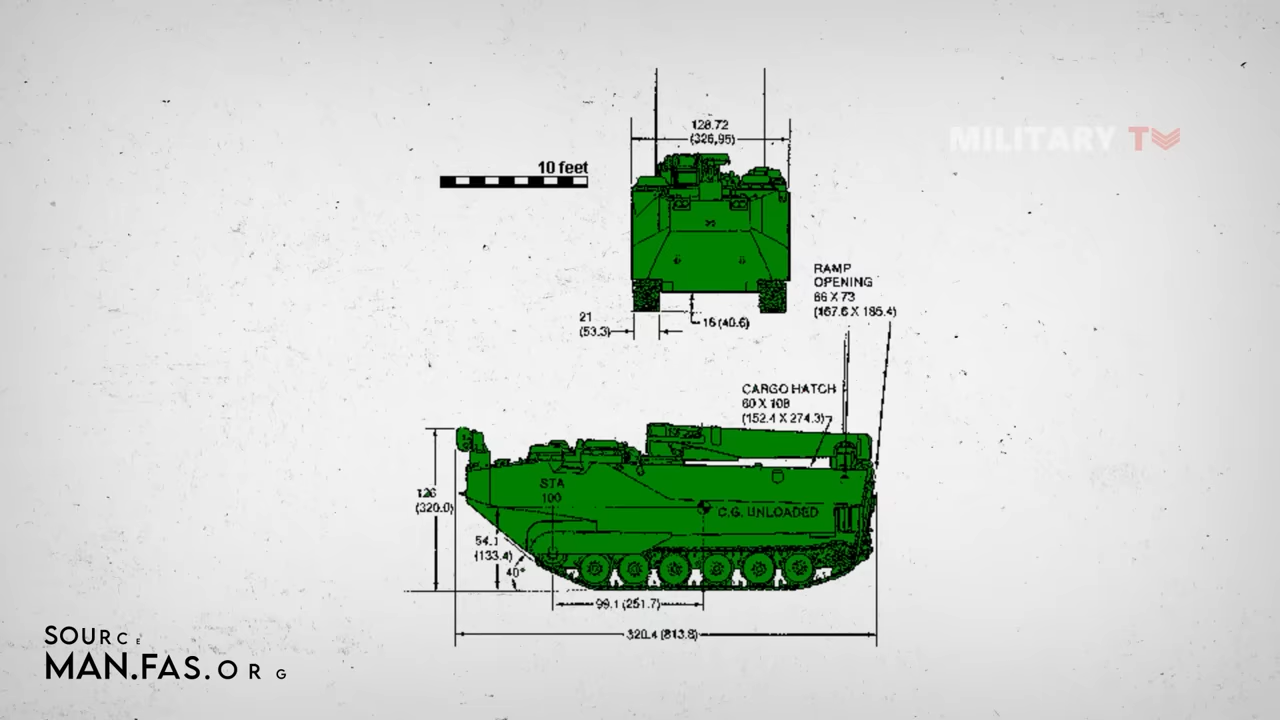 128.72
(326,95)
MILITARY TV
10 feet
RAMP
OPENING
66 X 73
(167.6 X 185.4)
21
(53.3)
16 (40.6)
CARGO HATCH
60 X 108
(152.4 X 274.3)
STA
100
126
(320.0)
C.G. UNLOADED
54.1
(133.4)
40°
99.1 (251.7)
320.4 (813.8)
SOURCE
MAN.FAS.ORG